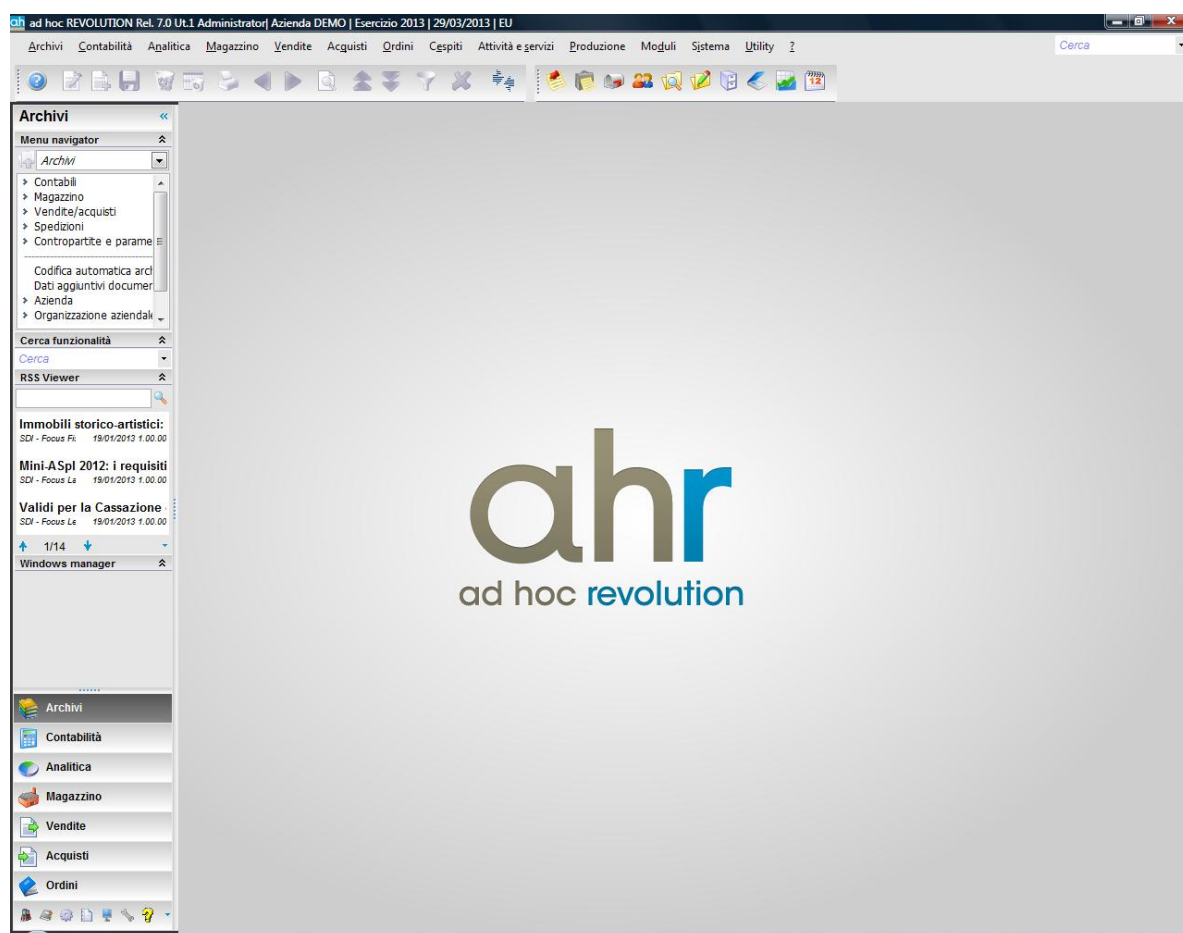 ah ad hoc REVOLUTION Rel. 7.0 Ut.1 Administrator| Azienda DEMO | Esercizio 2013 | 29/03/2013 | EU
Archivi Contabilità Analitica Magazzino Vendite Acquisti Ordini Cespiti Attività e servizi Produzione Moduli Sistema Utility ?
Cerca
12
Archivi
Menu navigator
Archivi
Contabili
Magazzino
Vendite/acquisti
Spedizioni
Contropartite e parame
Codifica automatica arch
Dati aggiuntivi documer
Azienda
Organizzazione aziendale
Cerca funzionalità
Cerca
RSS Viewer
Immobili storico-artistici:
SDI - Focus Fi: 19/01/2013 1.00.00
Mini-ASpI 2012: i requisiti
SDI - Focus La 19/01/2013 1.00.00
Validi per la Cassazione
SDI - Focus Le 19/01/2013 1.00.00
1/14
Windows manager
ahr
ad hoc revolution
Archivi
Contabilità
Analitica
Magazzino
Vendite
Acquisti
Ordini